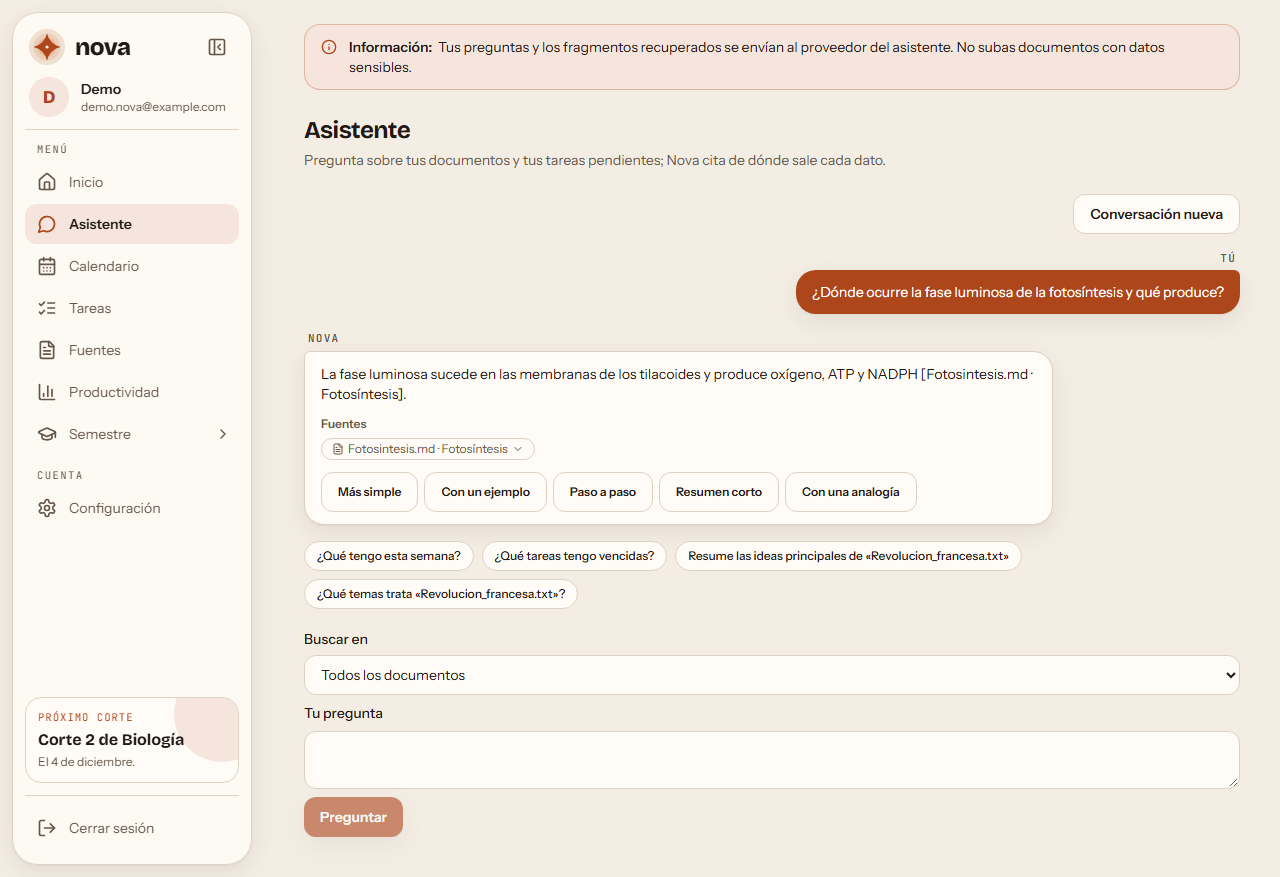 nova
D
Demo
demo.nova@example.com
MENÚ
Inicio
Asistente
Calendario
Tareas
Fuentes
Productividad
Semestre
CUENTA
Configuración
PRÓXIMO CORTE
Corte 2 de Biología
El 4 de diciembre.
Cerrar sesión
Información: Tus preguntas y los fragmentos recuperados se envían al proveedor del asistente. No subas documentos con datos
sensibles.
Asistente
Pregunta sobre tus documentos y tus tareas pendientes; Nova cita de dónde sale cada dato.
Conversación nueva
TÚ
¿Dónde ocurre la fase luminosa de la fotosíntesis y qué produce?
NOVA
La fase luminosa sucede en las membranas de los tilacoides y produce oxígeno, ATP y NADPH [Fotosintesis.md ·
Fotosíntesis].
Fuentes
Fotosintesis.md · Fotosíntesis
Más simple
Con un ejemplo
Paso a paso
Resumen corto
Con una analogía
¿Qué tengo esta semana?
¿Qué tareas tengo vencidas?
Resume las ideas principales de «Revolucion_francesa.txt»
¿Qué temas trata «Revolucion_francesa.txt»?
Buscar en
Todos los documentos
Tu pregunta
Preguntar